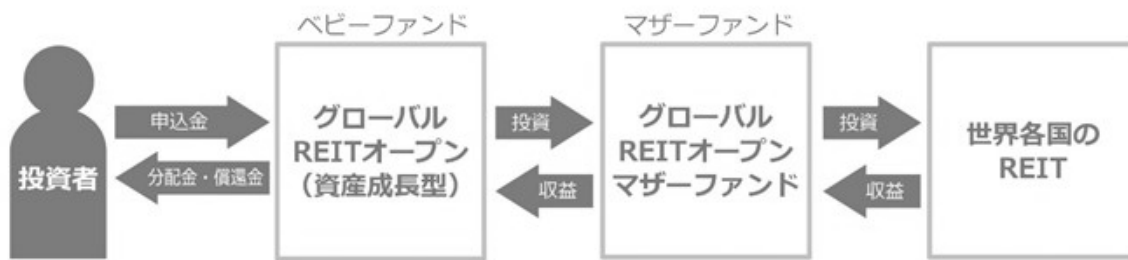 ベビーファンド
マザーファンド
投資者
申込金
分配金・償還金
グローバル
REITオープン
(資産成長型)
投資
収益
グローバル
REITオープン
マザーファンド
投資
収益
世界各国の
REIT